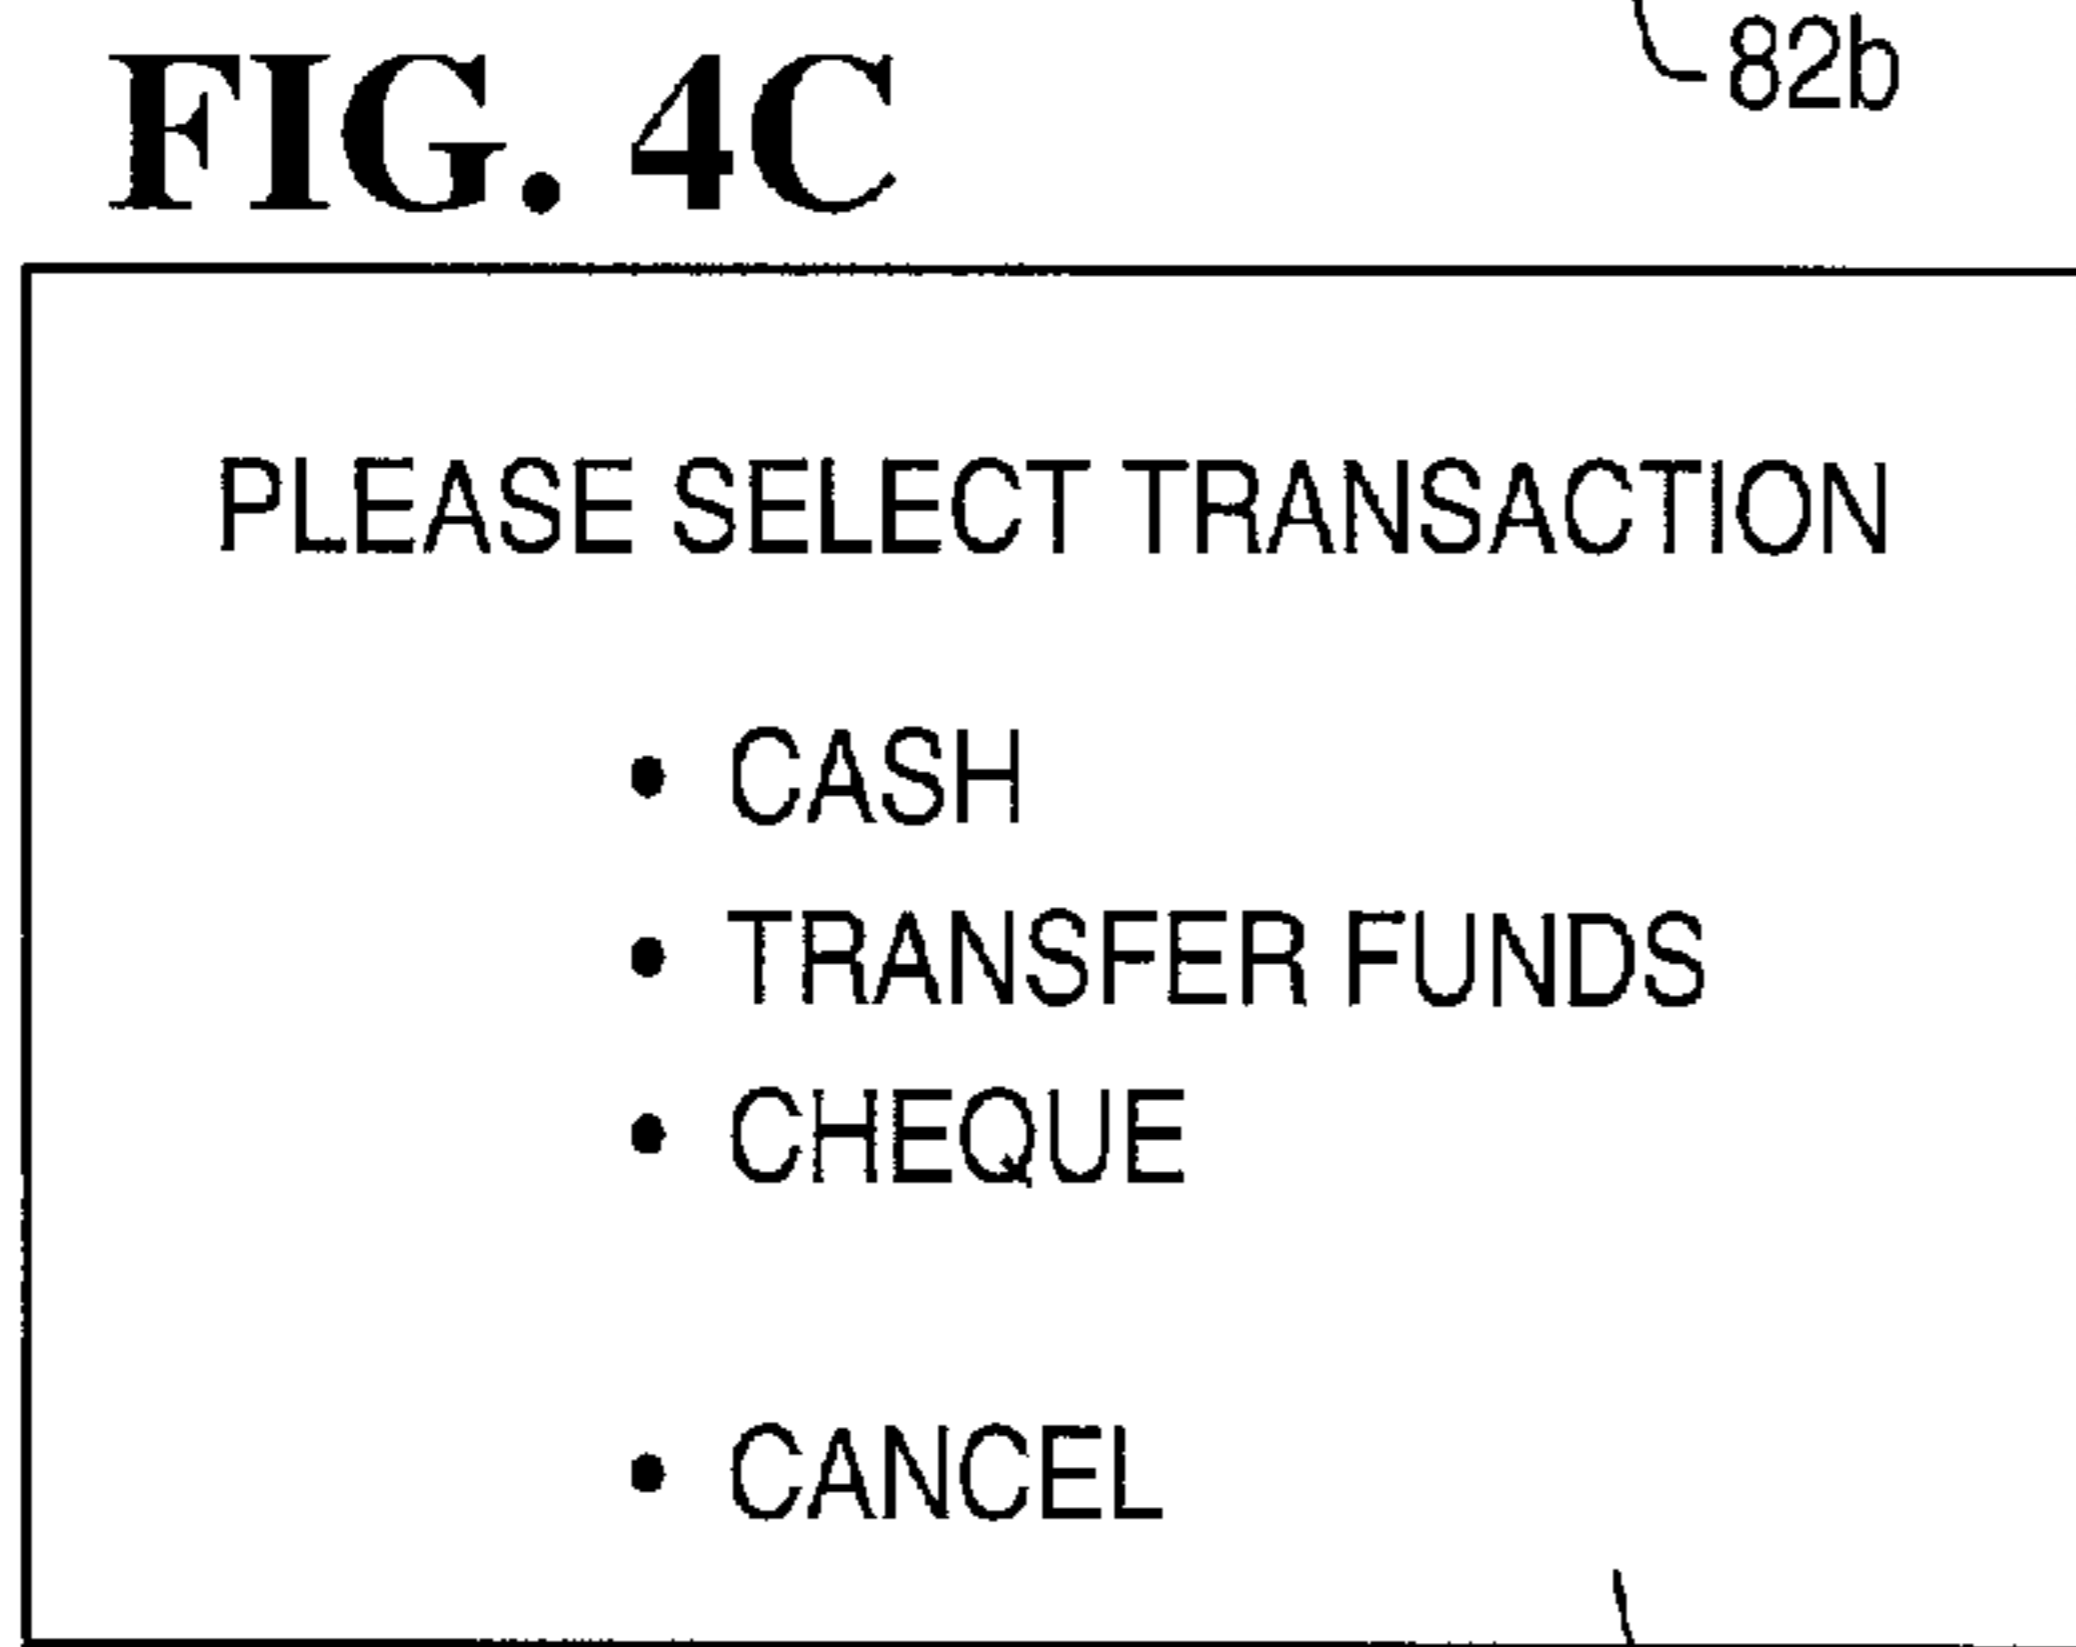 82b
FIG. 4C
PLEASE SELECT TRANSACTION
• CASH
• TRANSFER FUNDS
• CHEQUE
• CANCEL